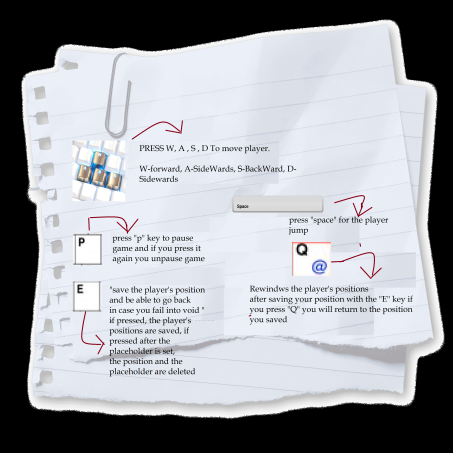 PRESS W, A , S , D To move player.
W-forward, A-SideWards, S-BackWard, D-
Sidewards
Space
press "space" for the player
jump
P
press "p" key to pause
game and if you press it
again you unpause game
Q
@
E
"save the player's position
and be able to go back
in case you fail into void "
if pressed, the player's
positions are saved, if
pressed after the
placeholder is set,
the position and the
placeholder are deleted
Rewindws the player's positions
after saving your position with the "E" key if
you press "Q" you will return to the position
you saved